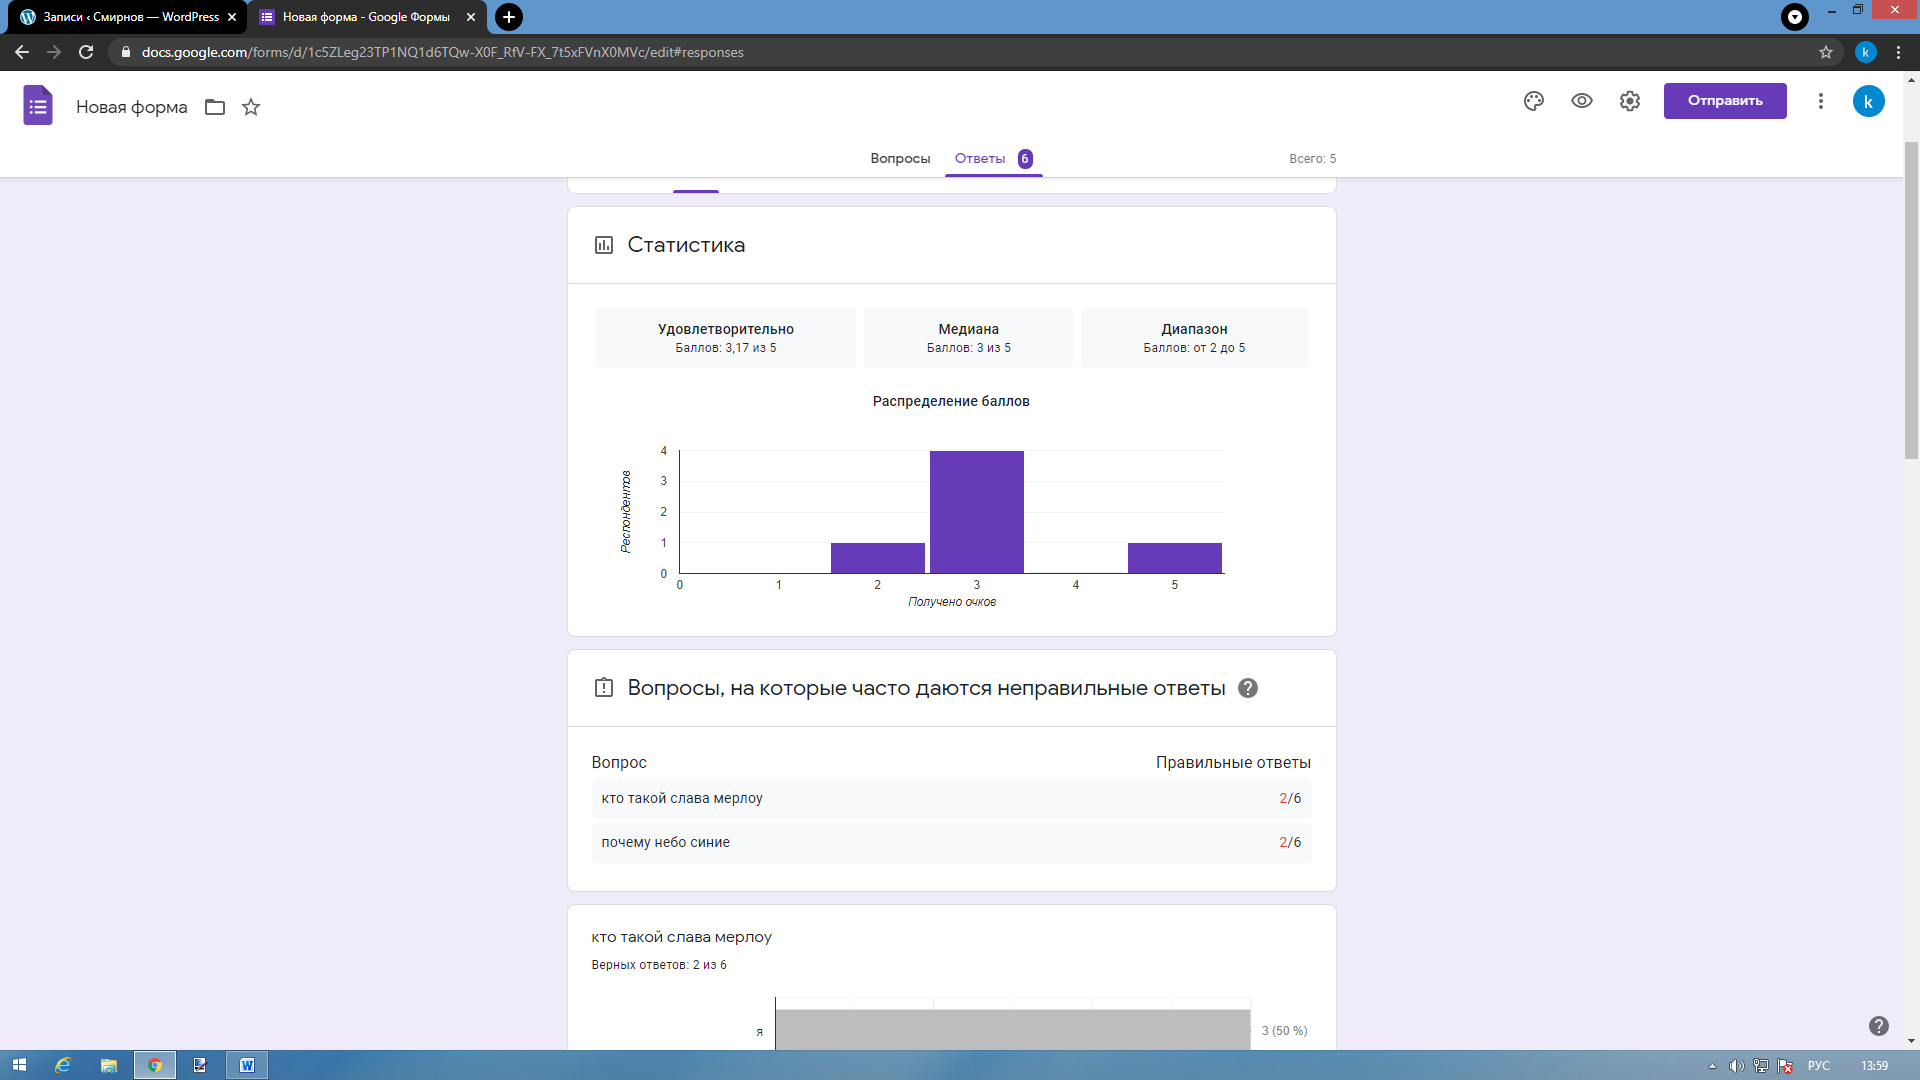 Записи ‹ Смирнов — WordPress
Новая форма - Google Формы
docs.google.com/forms/d/1c5ZLeg23TP1NQ1d6TQw-X0F_RfV-FX_7t5xFVnX0MVc/edit#responses
k
Новая форма
Отправить
k
Вопросы
Ответы 6
Всего: 5
Статистика
Удовлетворительно
Баллов: 3,17 из 5
Медиана
Баллов: 3 из 5
Диапазон
Баллов: от 2 до 5
Распределение баллов
Респондентов
4
3
2
1
0
0 1 2 3 4 5
Получено очков
Вопросы, на которые часто даются неправильные ответы
Вопрос Правильные ответы
кто такой слава мерлоу 2/6
почему небо синие 2/6
кто такой слава мерлоу
Верных ответов: 2 из 6
я 3 (50 %)
РУС 13:59